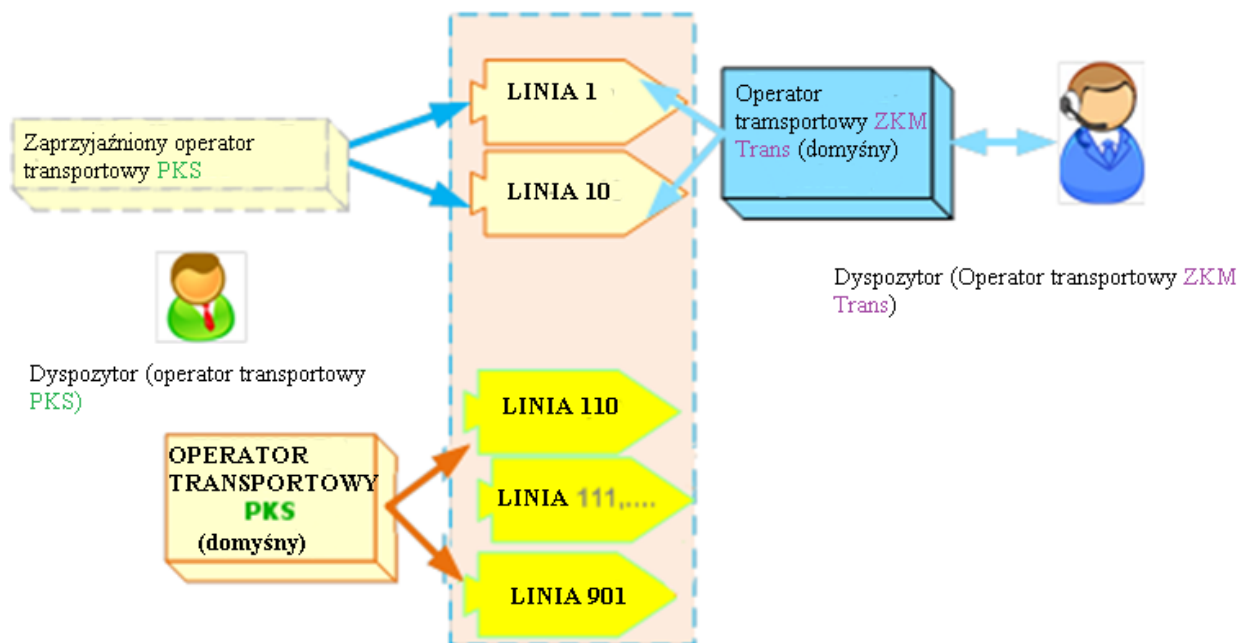 LINIA 1
Operator
tramsportowy ZKM
Trans (domyśny)
Zaprzyjaźniony operator
transportowy PKS
LINIA 10
Dyspozytor (Operator transportowy ZKM
Trans)
Dyspozytor (operator transportowy
PKS)
LINIA 110
OPERATOR
TRANSPORTOWY
PKS
(domyśny)
LINIA 111,....
LINIA 901